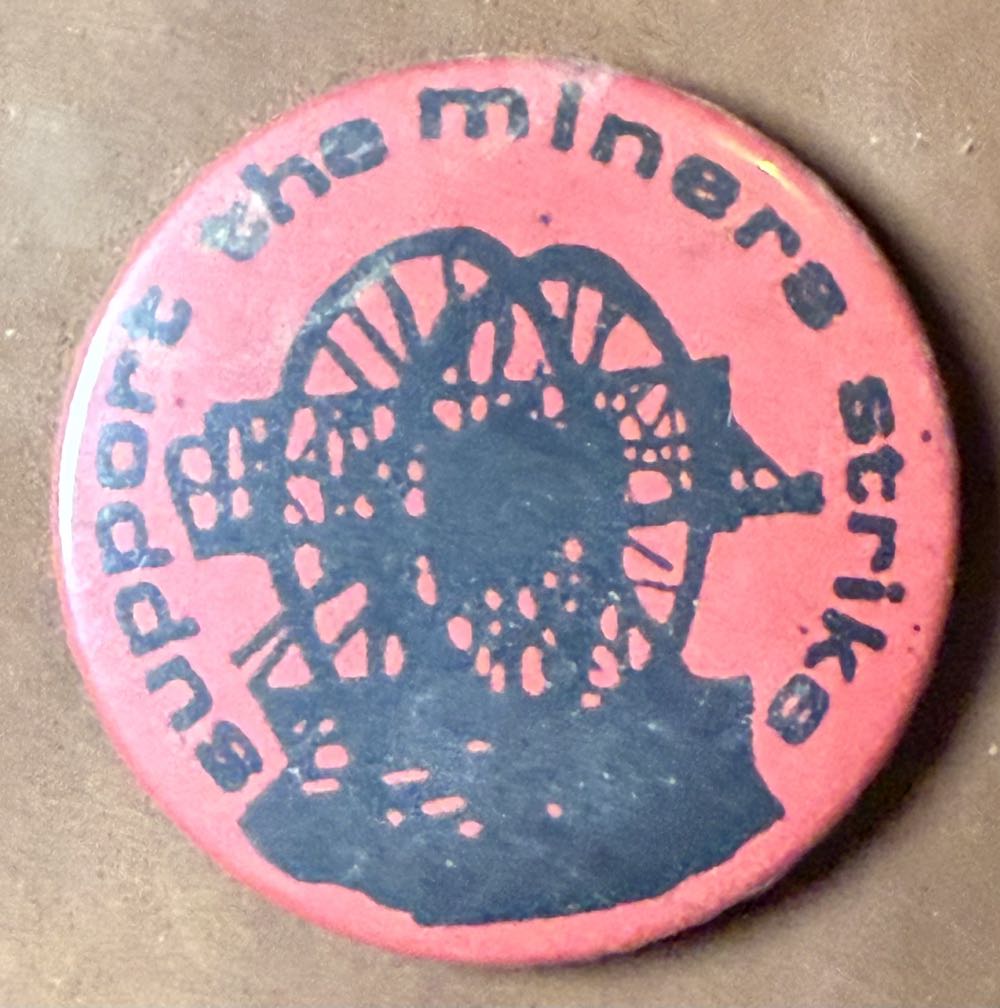 support the miners strike